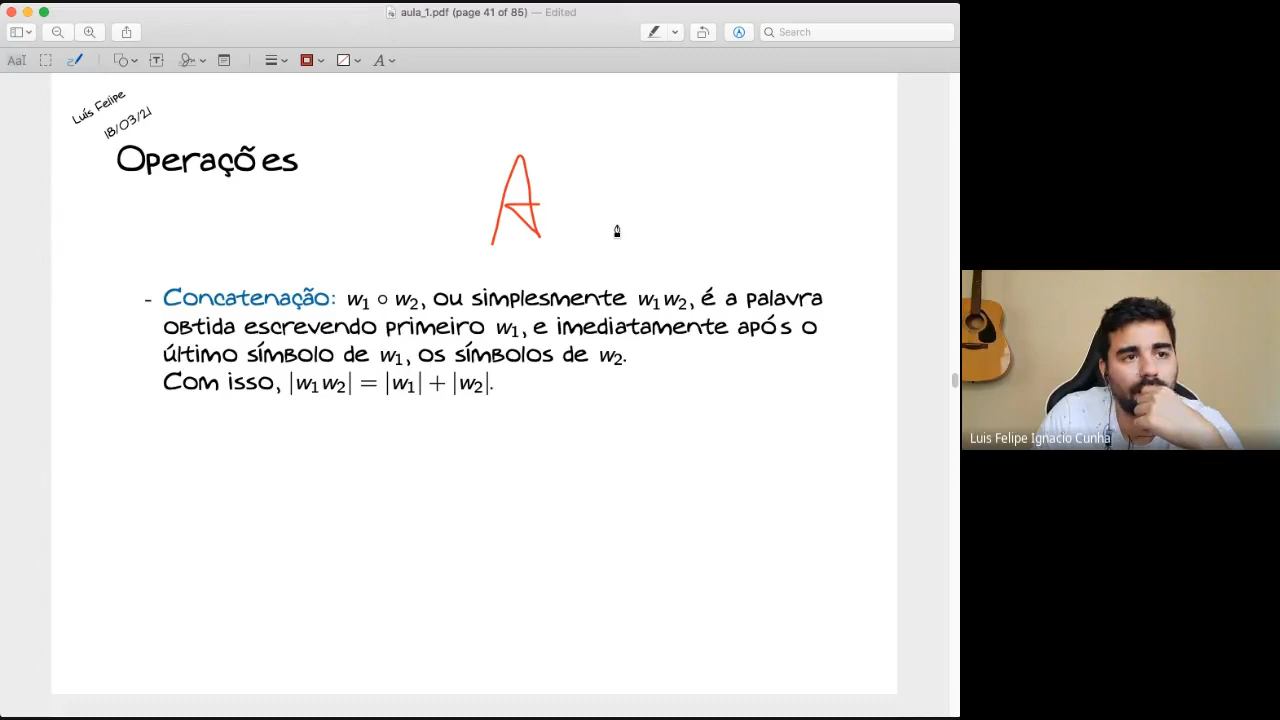 aula_1.pdf (page 41 of 85) — Edited
Search
AaI
T
A
Luís Felipe
18/03/21
Operações
A
- Concatenação: w₁ ∘ w₂, ou simplesmente w₁w₂, é a palavra
obtida escrevendo primeiro w₁, e imediatamente após o
último símbolo de w₁, os símbolos de w₂.
Com isso, |w₁w₂| = |w₁| + |w₂|.
Luis Felipe Ignacio Cunha